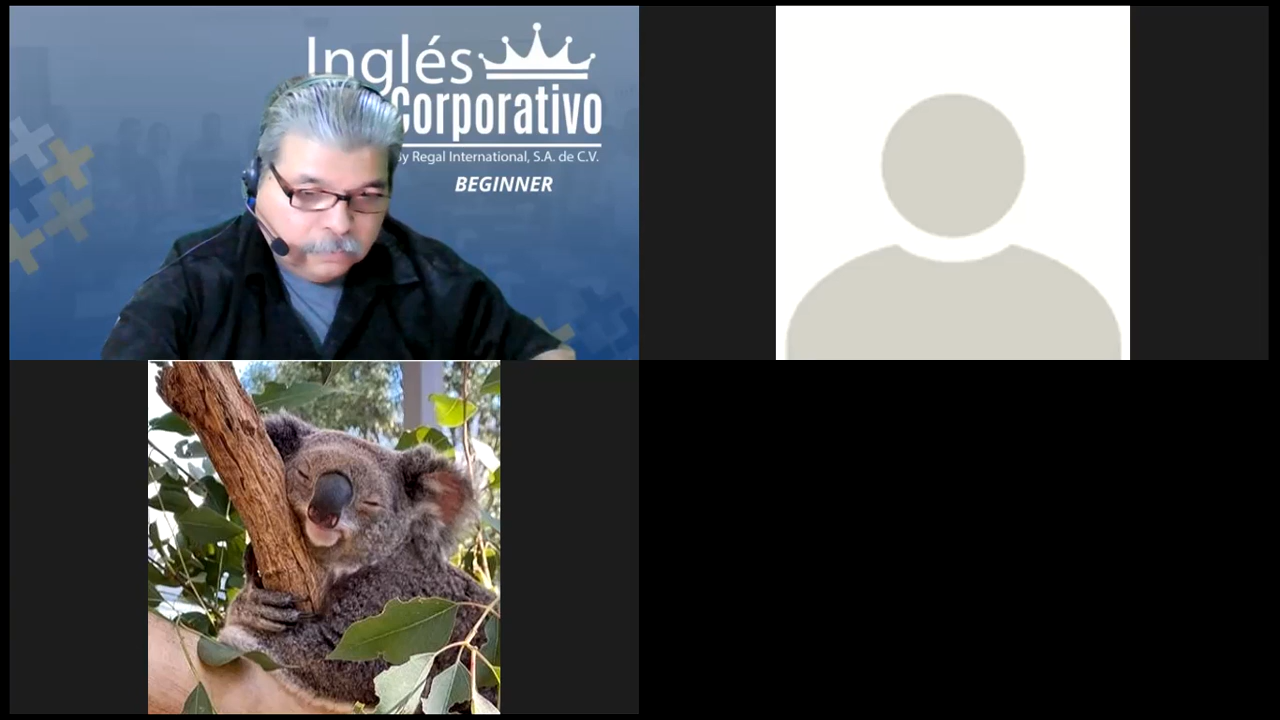 Inglés
Corporativo
By Regal International, S.A. de C.V.
BEGINNER